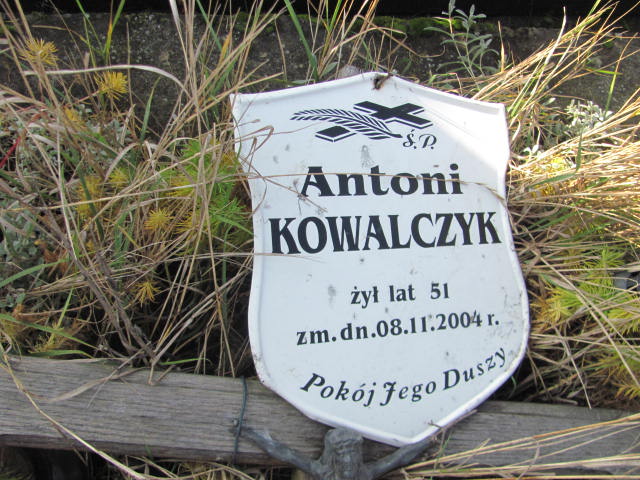 Ś.P.
Antoni
KOWALCZYK
żył lat 51
zm.dn.08.11.2004 r.
Pokój Jego Duszy